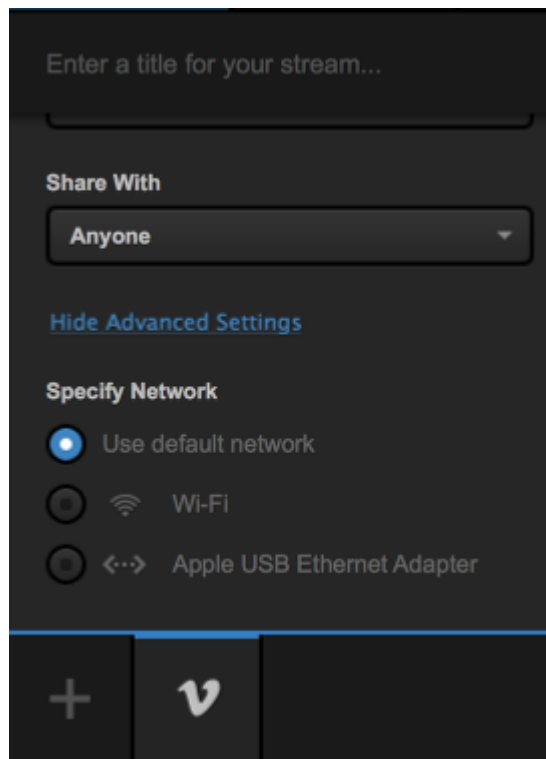 Enter a title for your stream...
Share With
Anyone
Hide Advanced Settings
Specify Network
Use default network
Wi-Fi
Apple USB Ethernet Adapter